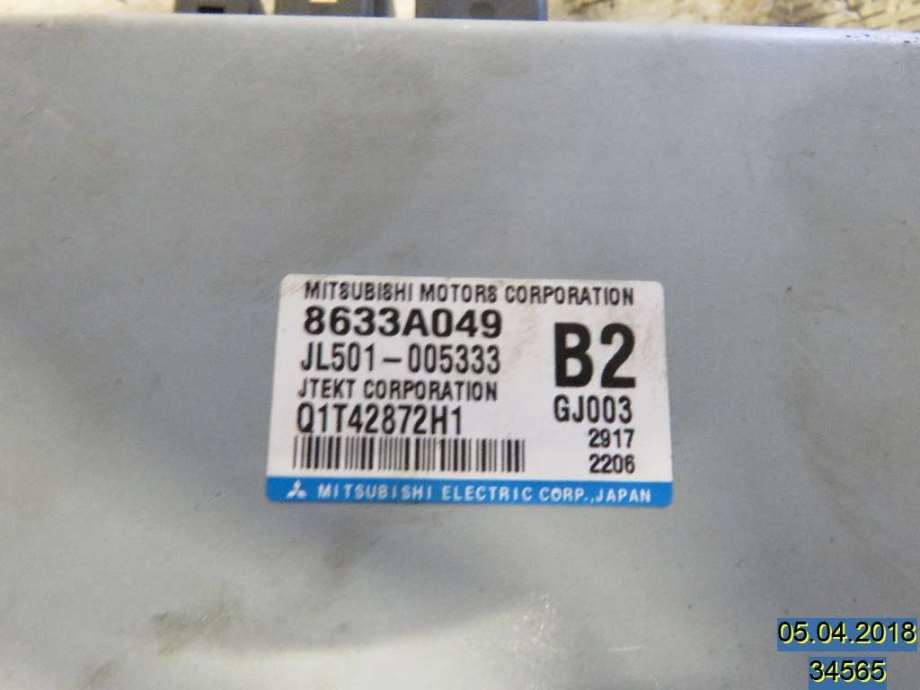 MITSUBISHI MOTORS CORPORATION
8633A049
JL501-005333
B2
JTEKT CORPORATION
Q1T42872H1
GJ003
2917
2206
MITSUBISHI ELECTRIC CORP., JAPAN
05.04.2018
34565